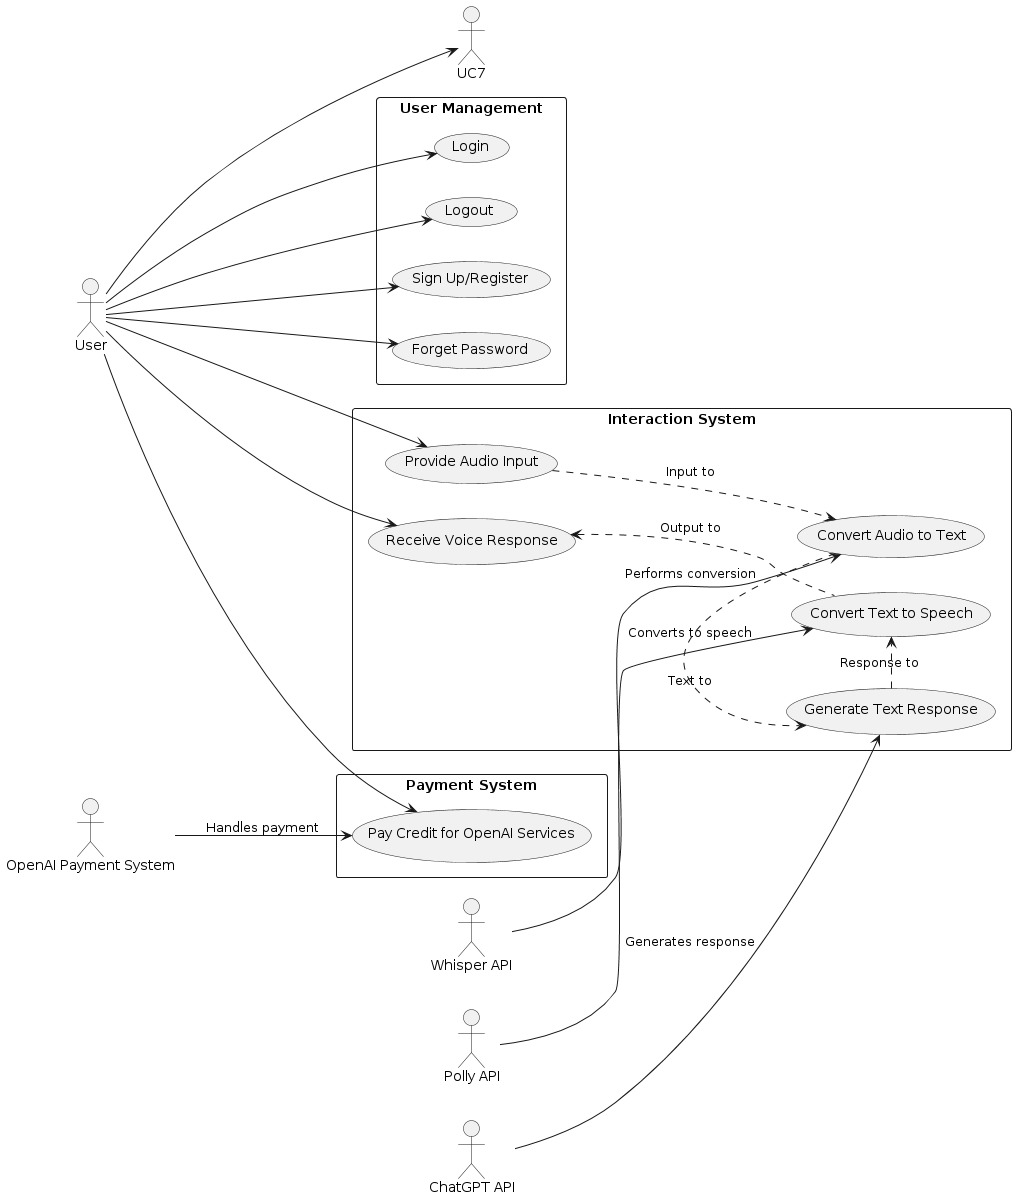 UC7
User Management
Login
Logout
Sign Up/Register
User
Forget Password
Interaction System
Provide Audio Input
Input to
Output to
Receive Voice Response
Convert Audio to Text
Performs conversion
Convert Text to Speech
Converts to speech
Response to
Text to
Generate Text Response
Payment System
Handles payment
Pay Credit for OpenAI Services
OpenAI Payment System
Whisper API
Generates response
Polly API
ChatGPT API